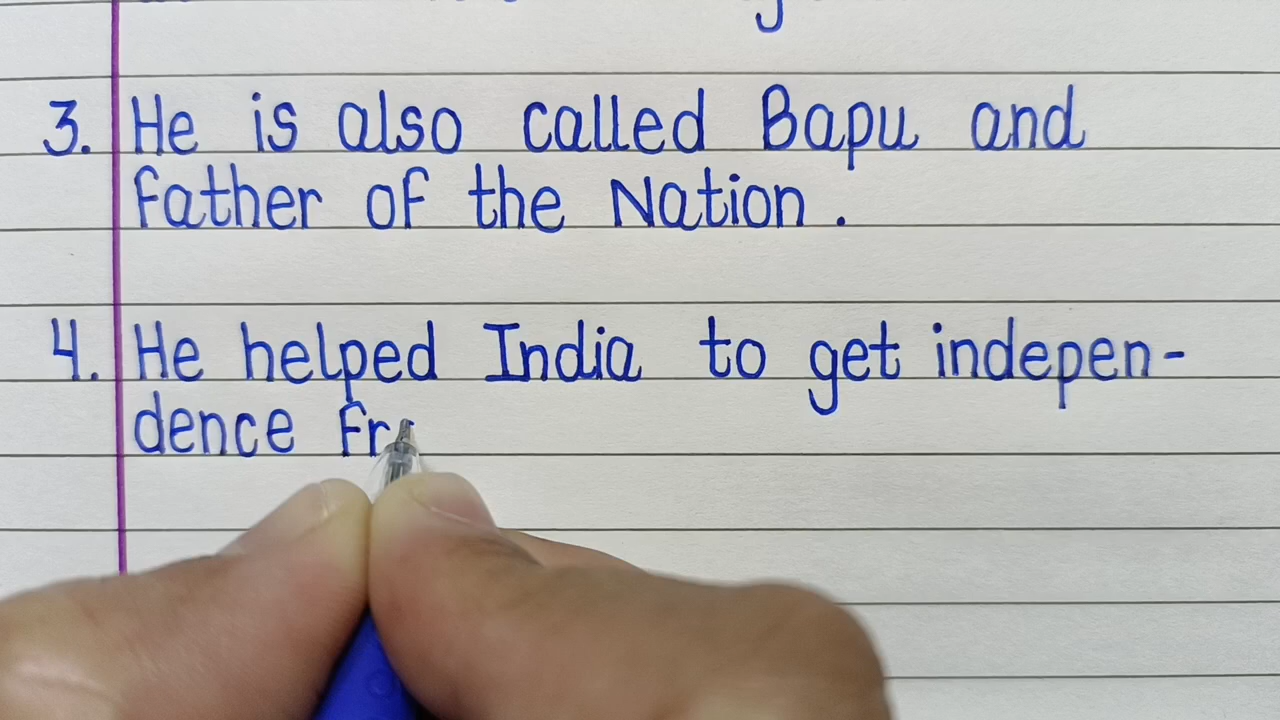 3. He is also called Bapu and
Father of the Nation.
4. He helped India to get indepen-
dence Fr